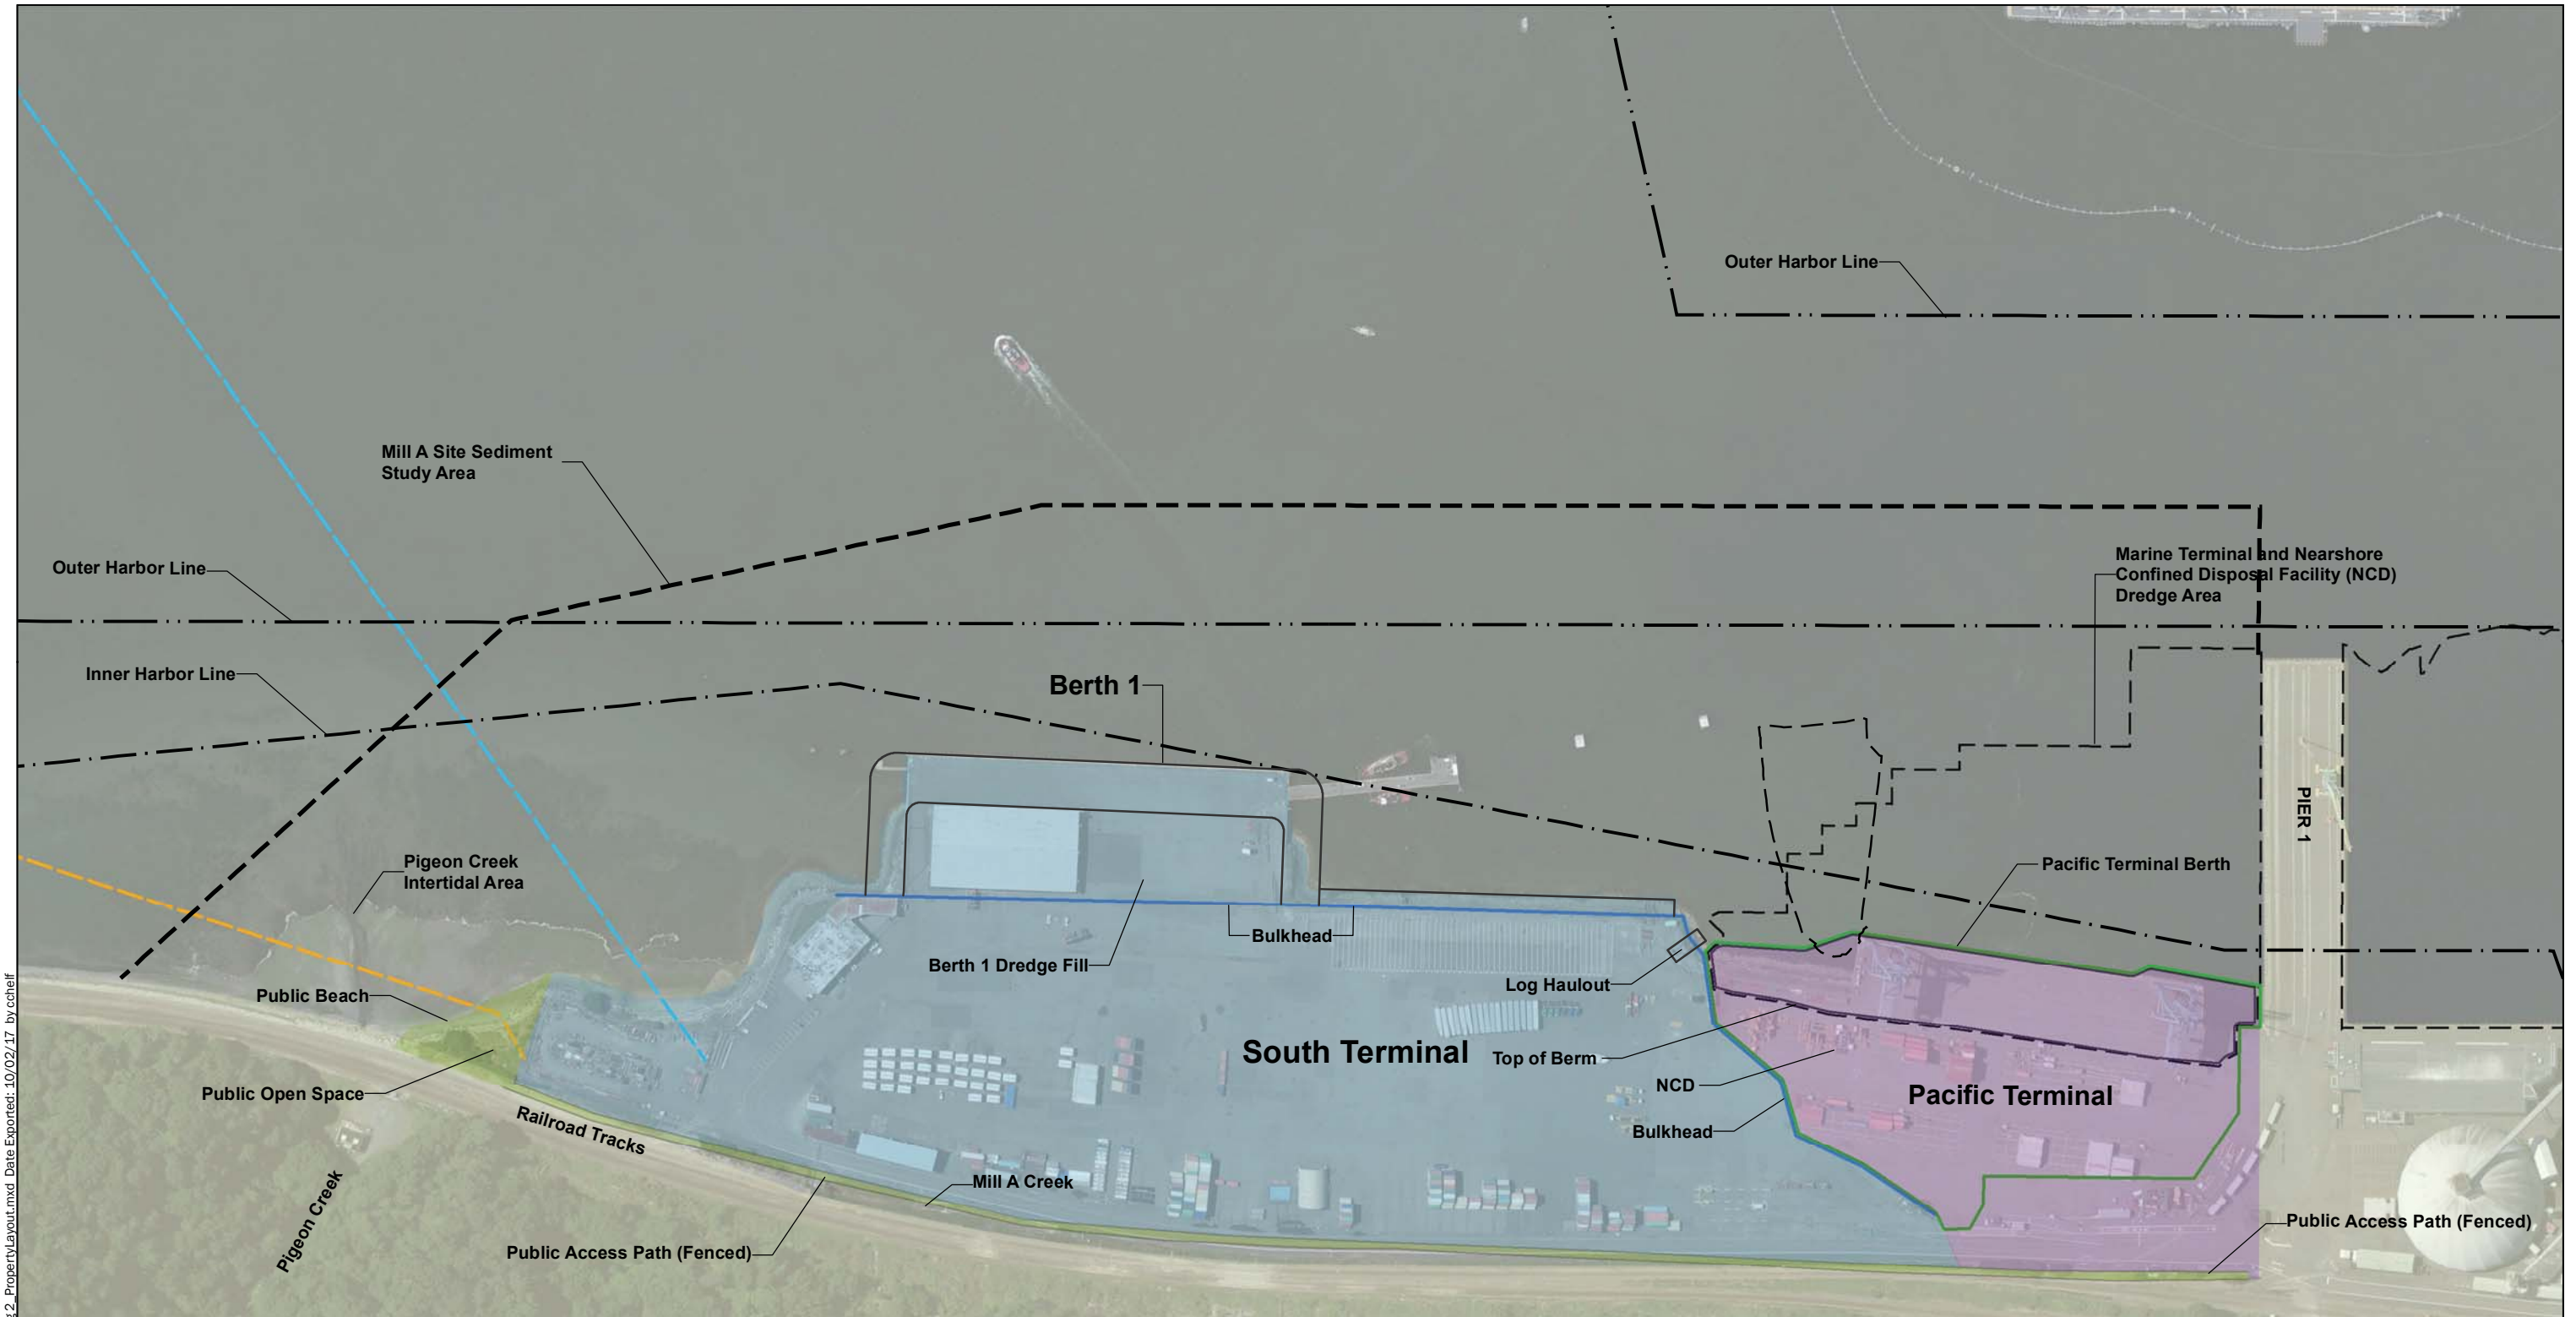 Outer Harbor Line
Mill A Site Sediment
Study Area
Outer Harbor Line
Marine Terminal and Nearshore
Confined Disposal Facility (NCD)
Dredge Area
Inner Harbor Line
Berth 1
PIER 1
Pigeon Creek
Intertidal Area
Pacific Terminal Berth
Bulkhead
Berth 1 Dredge Fill
Log Haulout
Public Beach
South Terminal
Top of Berm
NCD
Pacific Terminal
Public Open Space
Railroad Tracks
Bulkhead
Mill A Creek
Pigeon Creek
Public Access Path (Fenced)
Public Access Path (Fenced)
2_PropertyLayout.mxd Date Exported: 10/02/17 by cchelf